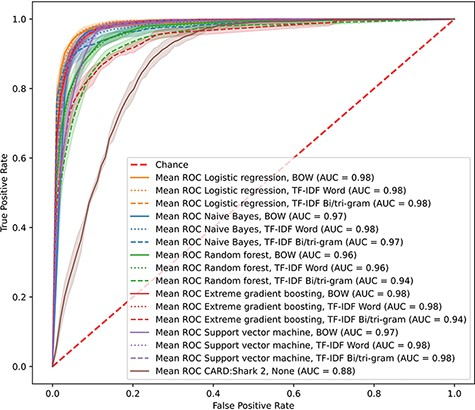 1.0
0.8
0.6
0.4
0.2
0.0
True Positive Rate
Chance
Mean ROC Logistic regression, BOW (AUC = 0.98)
Mean ROC Logistic regression, TF-IDF Word (AUC = 0.98)
Mean ROC Logistic regression, TF-IDF Bi/tri-gram (AUC = 0.98)
Mean ROC Naive Bayes, BOW (AUC = 0.97)
Mean ROC Naive Bayes, TF-IDF Word (AUC = 0.98)
Mean ROC Naive Bayes, TF-IDF Bi/tri-gram (AUC = 0.97)
Mean ROC Random forest, BOW (AUC = 0.96)
Mean ROC Random forest, TF-IDF Word (AUC = 0.96)
Mean ROC Random forest, TF-IDF Bi/tri-gram (AUC = 0.94)
Mean ROC Extreme gradient boosting, BOW (AUC = 0.98)
Mean ROC Extreme gradient boosting, TF-IDF Word (AUC = 0.98)
Mean ROC Extreme gradient boosting, TF-IDF Bi/tri-gram (AUC = 0.94)
Mean ROC Support vector machine, BOW (AUC = 0.97)
Mean ROC Support vector machine, TF-IDF Word (AUC = 0.98)
Mean ROC Support vector machine, TF-IDF Bi/tri-gram (AUC = 0.98)
Mean ROC CARD:Shark 2, None (AUC = 0.88)
0.0 0.2 0.4 0.6 0.8 1.0
False Positive Rate